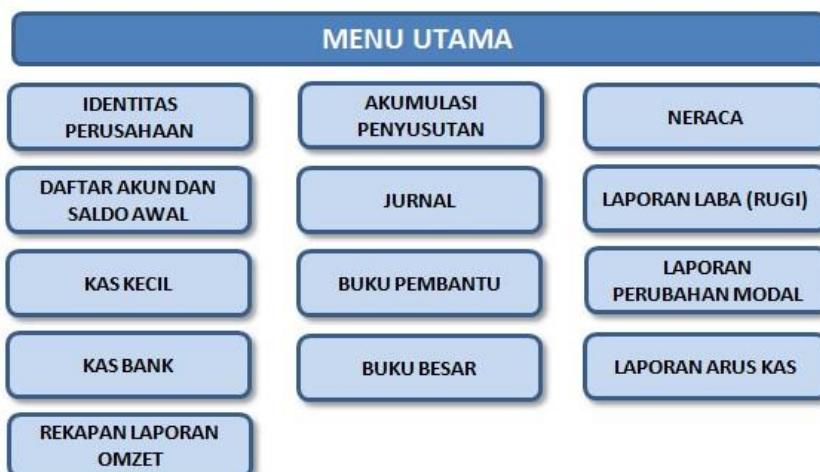 MENU UTAMA
IDENTITAS
PERUSAHAAN
DAFTAR AKUN DAN
SALDO AWAL
KAS KECIL
KAS BANK
REKAPAN LAPORAN
OMZET
AKUMULASI
PENYUSUTAN
JURNAL
BUKU PEMBANTU
BUKU BESAR
NERACA
LAPORAN LABA (RUGI)
LAPORAN
PERUBAHAN MODAL
LAPORAN ARUS KAS